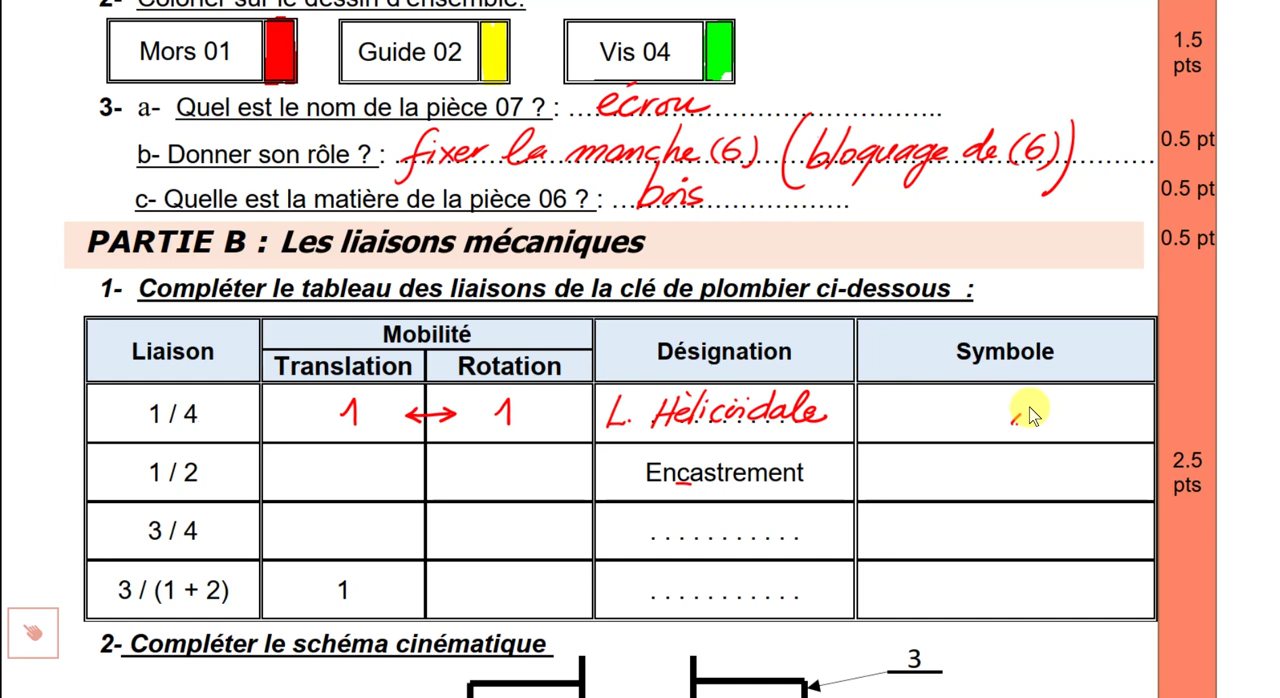 2- Colorier sur le dessin d'ensemble:
Mors 01 Guide 02 Vis 04
1.5
pts
3- a- Quel est le nom de la pièce 07 ? : ... écrou ...........
b- Donner son rôle ? : fixer la manche (6) (bloquage de (6))
0.5 pt
c- Quelle est la matière de la pièce 06 ? : ... bois ...........
0.5 pt
PARTIE B : Les liaisons mécaniques
0.5 pt
1- Compléter le tableau des liaisons de la clé de plombier ci-dessous :
Liaison Mobilité Désignation Symbole
Translation Rotation
1 / 4 1 ↔ 1 L. Hèlicoïdale
1 / 2 Encastrement
2.5
pts
3 / 4 . . . . . . . . . . .
3 / (1 + 2) 1 . . . . . . . . . . .
2- Compléter le schéma cinématique
3